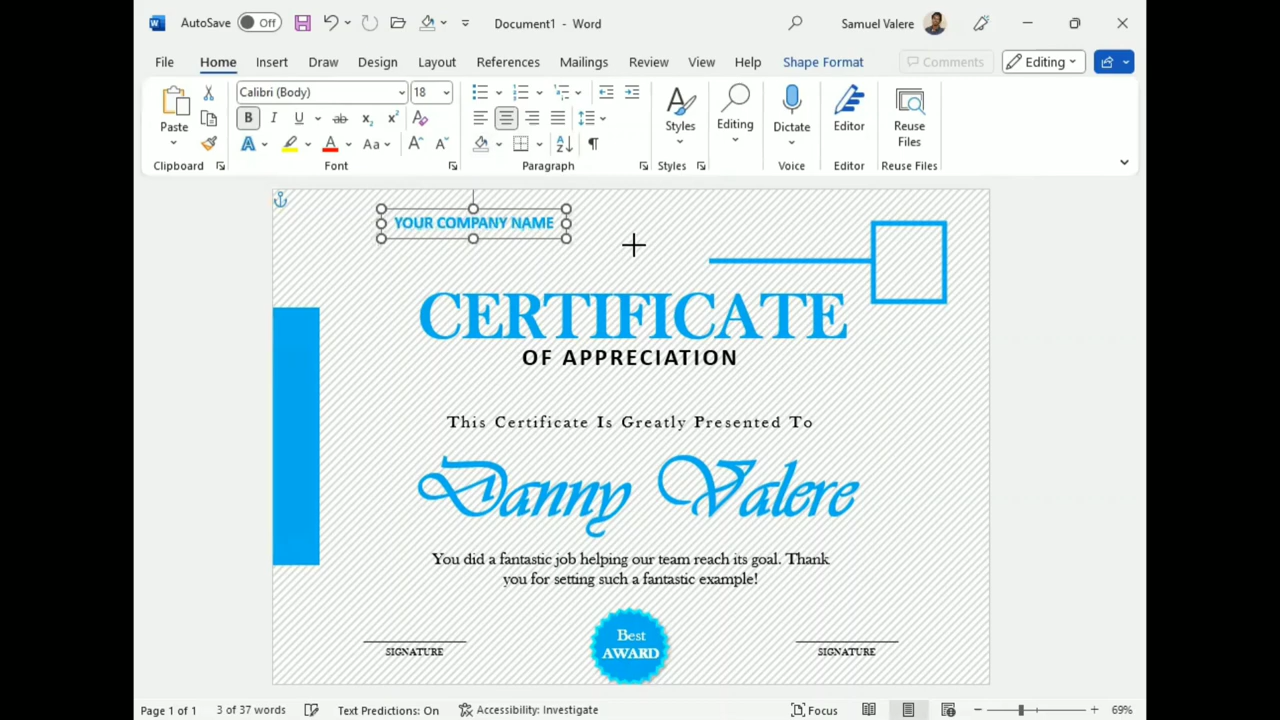 AutoSave Off Document1 - Word Samuel Valere
File Home Insert Draw Design Layout References Mailings Review View Help Shape Format Comments Editing
Calibri (Body) 18
Paste
B I U ab x₂ x² A
A Aa A A
Styles
Editing
Dictate
Editor
Reuse
Files
Clipboard Font Paragraph Styles Voice Editor Reuse Files
YOUR COMPANY NAME
CERTIFICATE
OF APPRECIATION
This Certificate Is Greatly Presented To
Danny Valere
You did a fantastic job helping our team reach its goal. Thank
you for setting such a fantastic example!
Best
AWARD
SIGNATURE SIGNATURE
Page 1 of 1 3 of 37 words Text Predictions: On Accessibility: Investigate Focus 69%